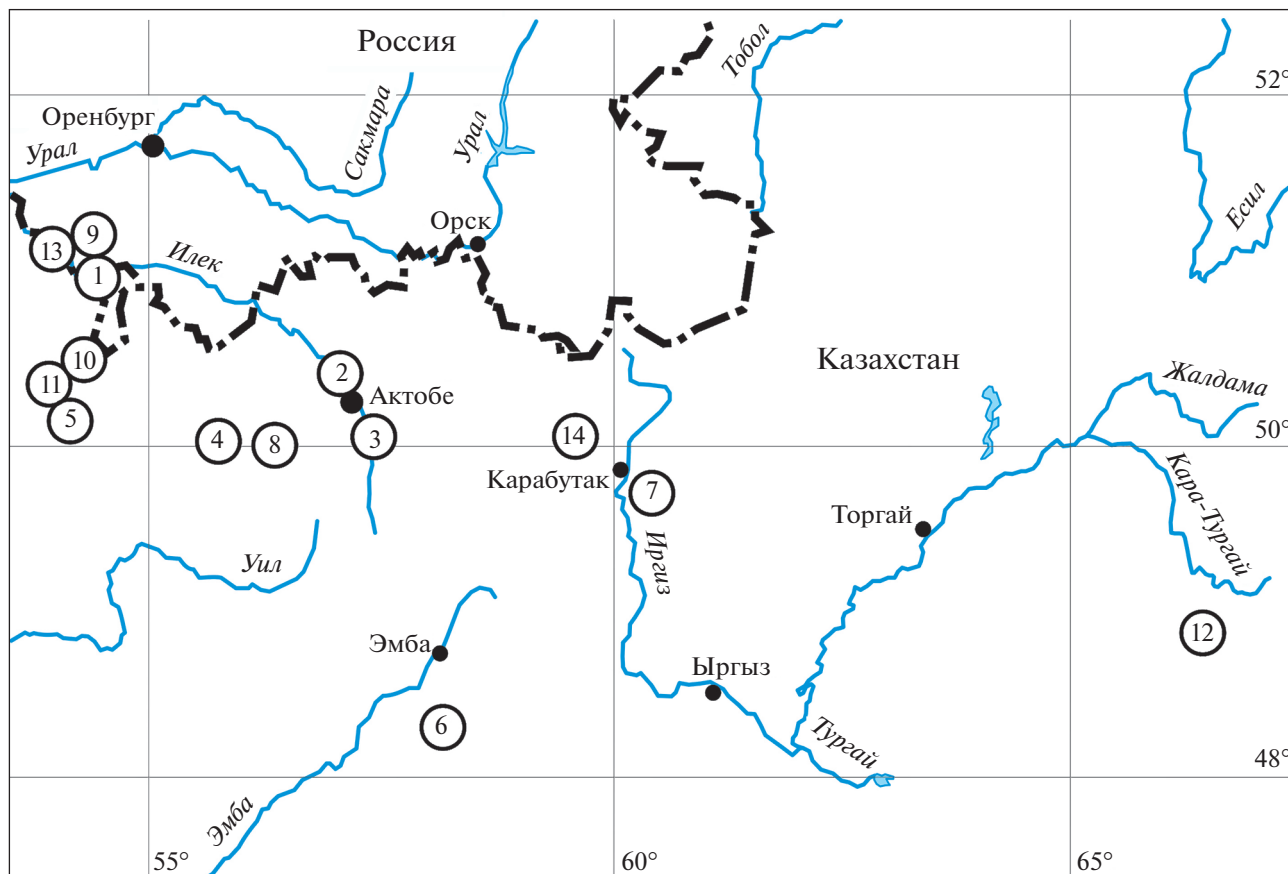 Россия
Тобол
52°
Оренбург
Урал
Сакмара
Урал
Орск
Есил
9
13
1
Илек
10
11
5
2
Актобе
Казахстан
Жалдама
4
8
3
14
50°
Карабутак
7
Кара-Тургай
Торгай
Иргиз
Уил
12
Эмба
Ыргыз
6
Тургай
48°
Эмба
55°
60°
65°